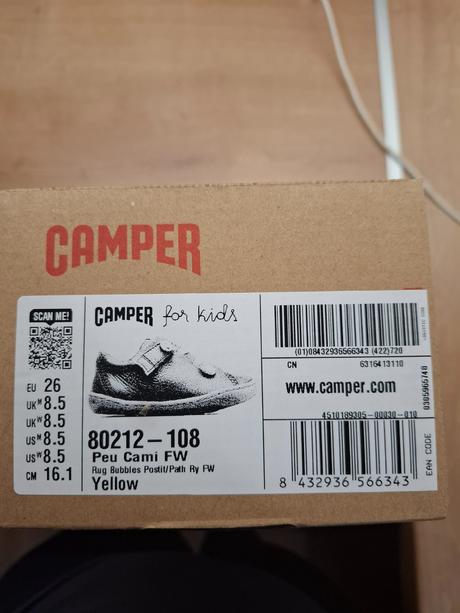 CAMPER
SCAN ME!
EU 26
UK M 8.5
UK W 8.5
US M 8.5
US W 8.5
CM 16.1
CAMPER for kids
80212-108
Peu Cami FW
Rug Bubbles Postit/Path Ry FW
Yellow
(01)08432936566343 (422)720
CN 6316413110
www.camper.com
4510189305-00030-010
8 432936 566343
EAN CODE
0305965748